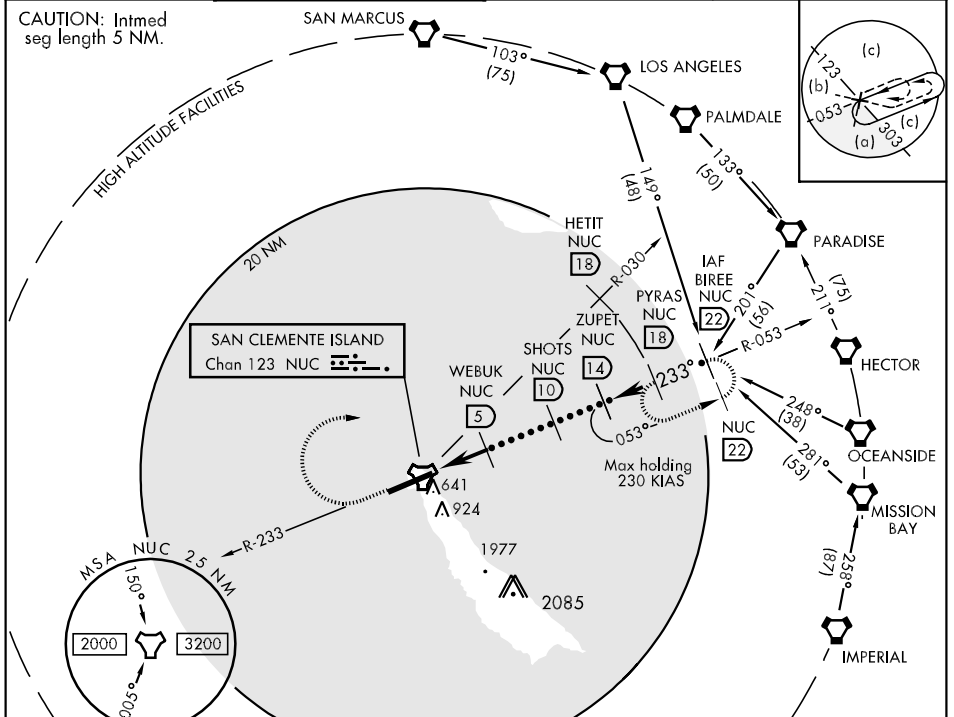 CAUTION: Intmed
seg length 5 NM.
SAN MARCUS
103°
(75)
LOS ANGELES
PALMDALE
133°
(50)
HIGH ALTITUDE FACILITIES
149°
(48)
123
(c)
(b)
053
(c)
(a)
303
20 NM
HETIT
NUC
18
R-030
PARADISE
IAF
BIREE
NUC
22
201°
(56)
211°
(75)
PYRAS
NUC
18
R-053
ZUPET
NUC
14
SAN CLEMENTE ISLAND
Chan 123 NUC
SHOTS
NUC
10
WEBUK
NUC
5
233°
HECTOR
053°
NUC
22
248°
(38)
OCEANSIDE
281°
(53)
Max holding
230 KIAS
641
924
MISSION
BAY
R-233
1977
2085
258°
(87)
IMPERIAL
MSA NUC 25 NM
150°
2000
3200
005°